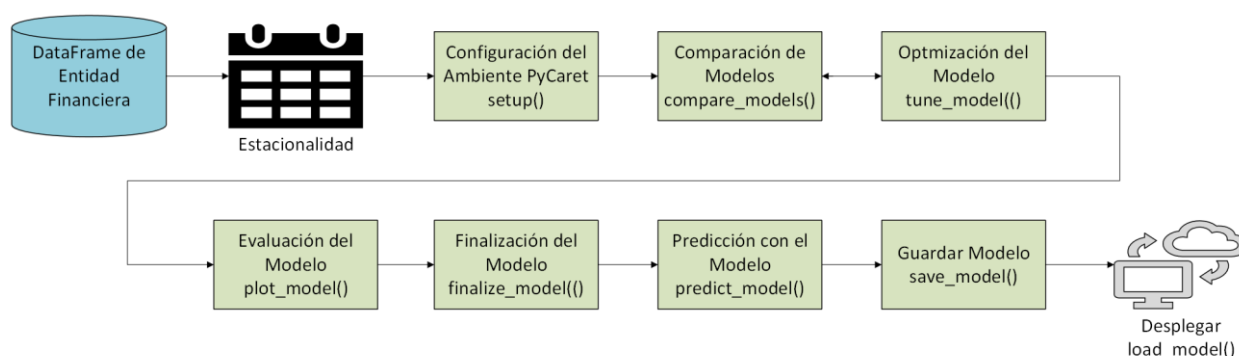 DataFrame de
Entidad
Financiera
Estacionalidad
Configuración del
Ambiente PyCaret
setup()
Comparación de
Modelos
compare_models()
Optmización del
Modelo
tune_model(()
Evaluación del
Modelo
plot_model()
Finalización del
Modelo
finalize_model(()
Predicción con el
Modelo
predict_model()
Guardar Modelo
save_model()
Desplegar
load_model()